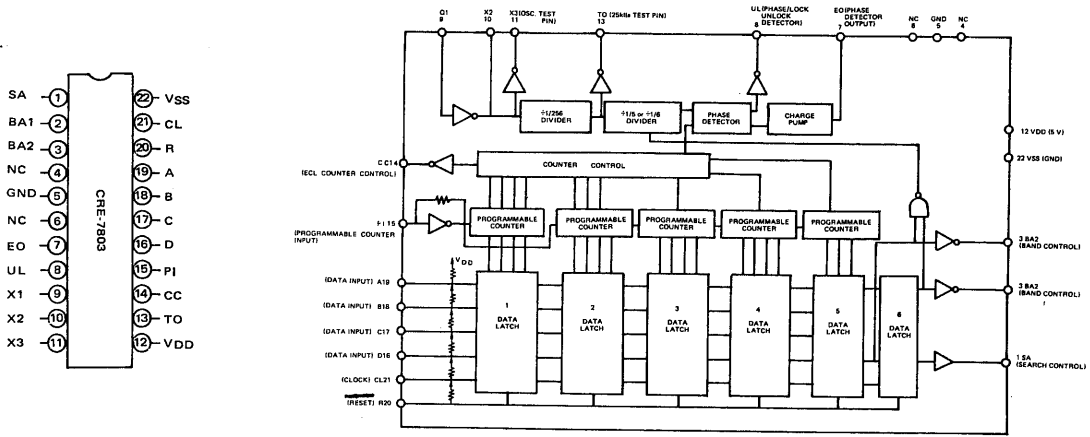 SA 1
BA1 2
BA2 3
NC 4
GND 5
NC 6
EO 7
UL 8
X1 9
X2 10
X3 11
CRE-7803
22 VSS
21 CL
20 R
19 A
18 B
17 C
16 D
15 PI
14 CC
13 TO
12 VDD
Q1
9
X2
10
X3 (OSC. TEST
PIN)
11
TO (25kHz TEST PIN)
13
UL (PHASE/LOCK
UNLOCK
DETECTOR)
8
EO (PHASE
DETECTOR
OUTPUT)
7
NC
6
GND
5
NC
4
÷1/256
DIVIDER
÷1/5 or ÷1/6
DIVIDER
PHASE
DETECTOR
CHARGE
PUMP
12 VDD (5 V)
22 VSS (GND)
C C14
(ECL COUNTER CONTROL)
COUNTER CONTROL
PI 15
(PROGRAMMABLE COUNTER
INPUT)
PROGRAMMABLE
COUNTER
PROGRAMMABLE
COUNTER
PROGRAMMABLE
COUNTER
PROGRAMMABLE
COUNTER
PROGRAMMABLE
COUNTER
3 BA2
(BAND CONTROL)
VDD
(DATA INPUT) A19
(DATA INPUT) B18
(DATA INPUT) C17
(DATA INPUT) D16
(CLOCK) CL21
(RESET) R20
1
DATA
LATCH
2
DATA
LATCH
3
DATA
LATCH
4
DATA
LATCH
5
DATA
LATCH
6
DATA
LATCH
3 BA2
(BAND CONTROL)
1 SA
(SEARCH CONTROL)